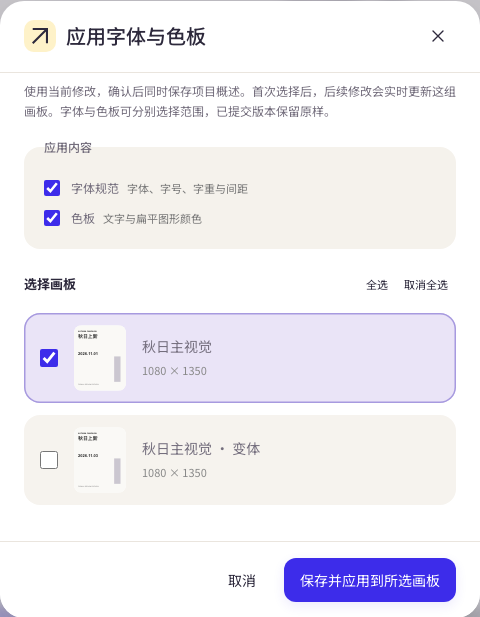 应用字体与色板
使用当前修改，确认后同时保存项目概述。首次选择后，后续修改会实时更新这组
画板。字体与色板可分别选择范围，已提交版本保留原样。
应用内容
字体规范 字体、字号、字重与间距
色板 文字与扁平图形颜色
选择画板 全选 取消全选
秋日上新
2026.11.01
秋日主视觉
1080 × 1350
秋日上新
2026.11.02
秋日主视觉 · 变体
1080 × 1350
取消 保存并应用到所选画板